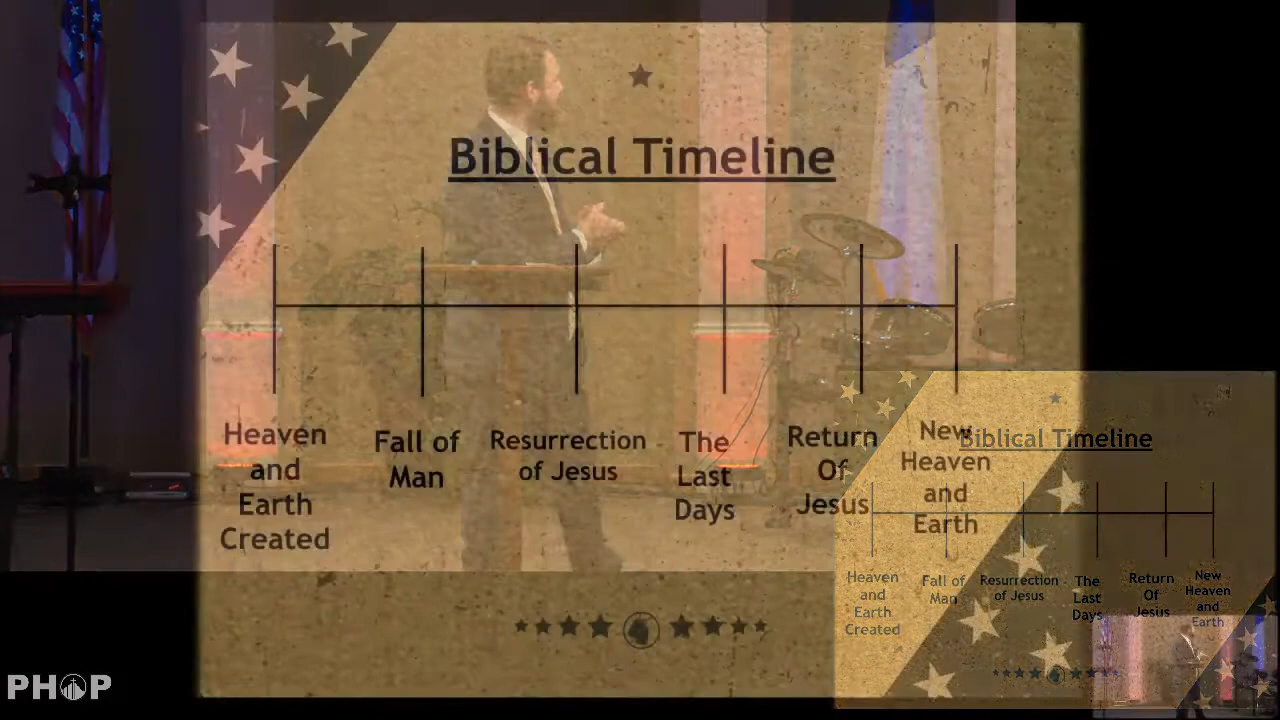 Biblical Timeline
Heaven
and
Earth
Created
Fall of
Man
Resurrection
of Jesus
The
Last
Days
Return
Of
Jesus
New
Heaven
and
Earth
Biblical Timeline
Heaven
and
Earth
Created
Fall of
Man
Resurrection
of Jesus
The
Last
Days
Return
Of
Jesus
New
Heaven
and
Earth
PHOP